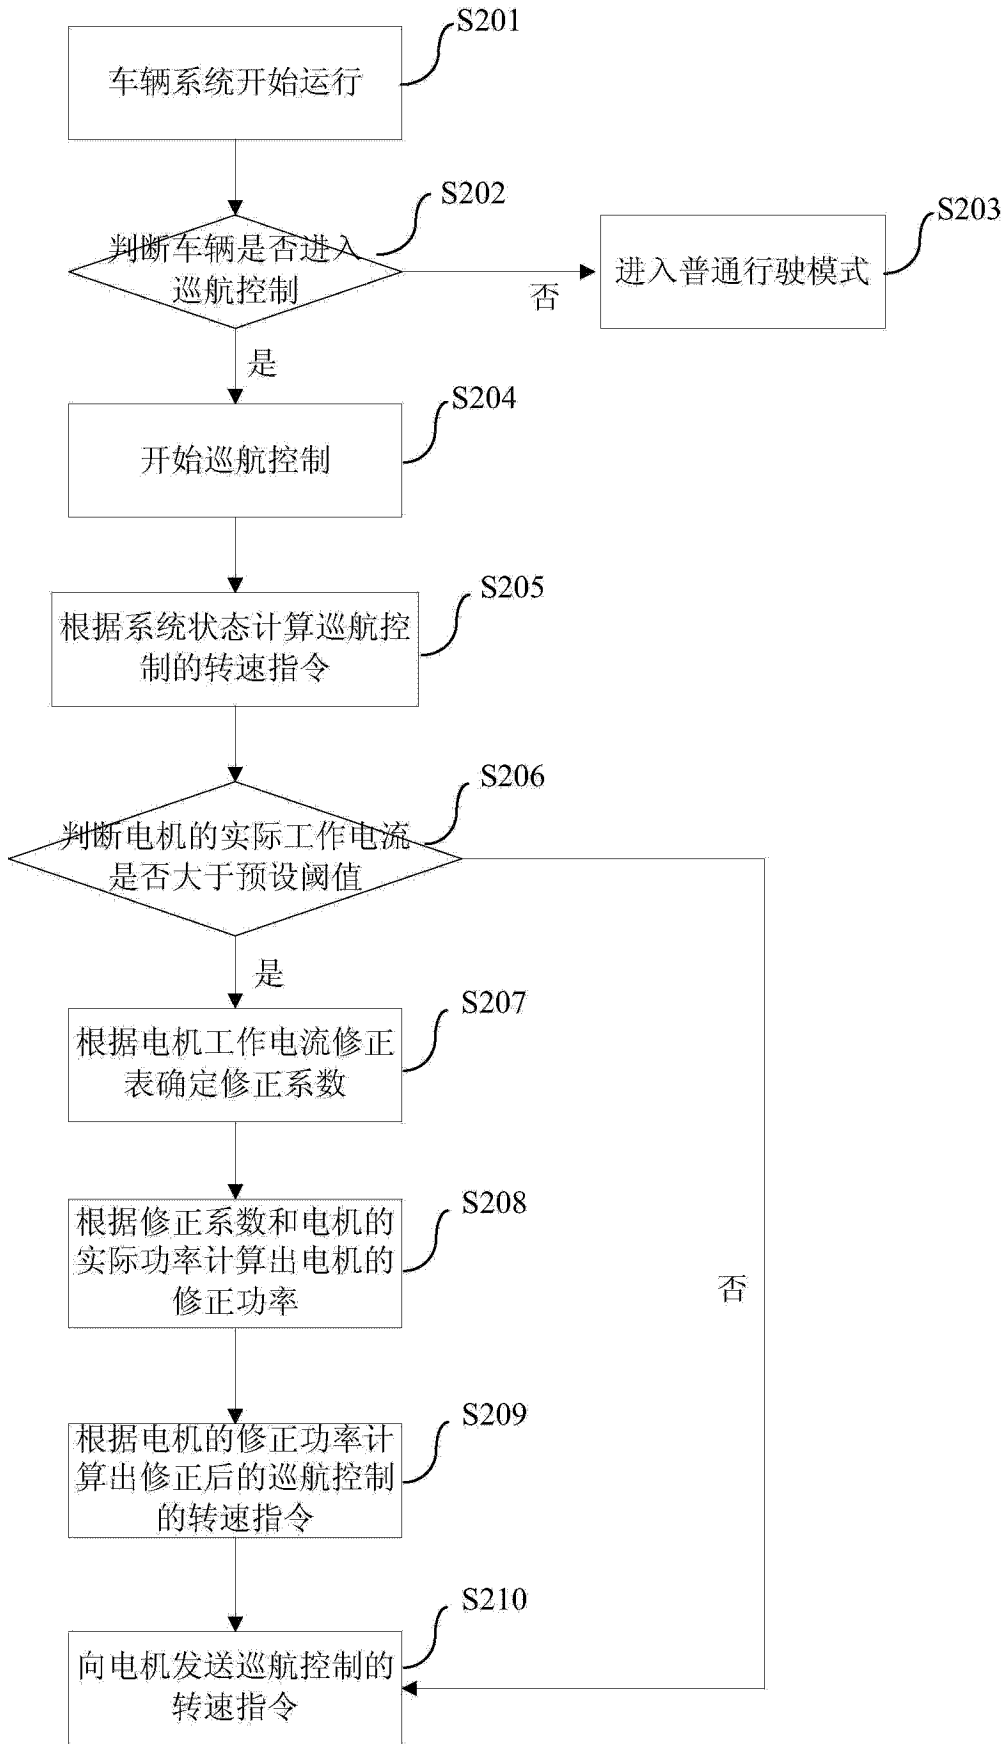 S201
车辆系统开始运行
S202
判断车辆是否进入
巡航控制
S203
进入普通行驶模式
否
是
S204
开始巡航控制
S205
根据系统状态计算巡航控
制的转速指令
S206
判断电机的实际工作电流
是否大于预设阈值
是
S207
根据电机工作电流修正
表确定修正系数
S208
根据修正系数和电机的
实际功率计算出电机的
修正功率
否
S209
根据电机的修正功率计
算出修正后的巡航控制
的转速指令
S210
向电机发送巡航控制的
转速指令